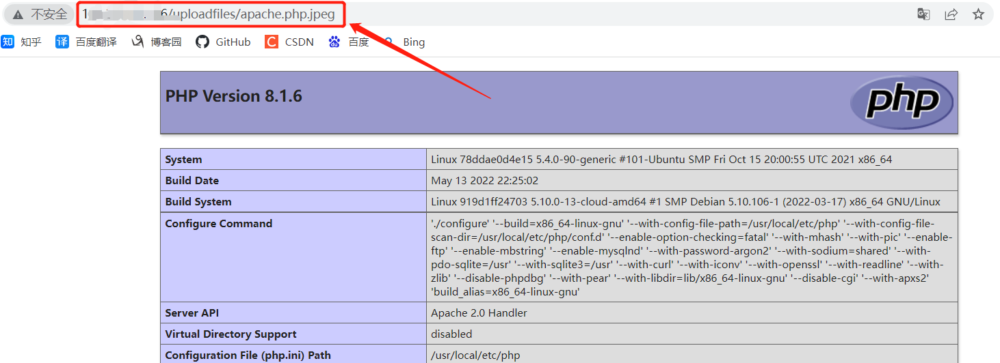 不安全
6/uploadfiles/apache.php.jpeg
知 知乎 译 百度翻译 博客园 GitHub C CSDN du 百度 Bing
PHP Version 8.1.6
php
System Linux 78ddae0d4e15 5.4.0-90-generic #101-Ubuntu SMP Fri Oct 15 20:00:55 UTC 2021 x86_64
Build Date May 13 2022 22:25:02
Build System Linux 919d1ff24703 5.10.0-13-cloud-amd64 #1 SMP Debian 5.10.106-1 (2022-03-17) x86_64 GNU/Linux
Configure Command './configure' '--build=x86_64-linux-gnu' '--with-config-file-path=/usr/local/etc/php' '--with-config-file-
scan-dir=/usr/local/etc/php/conf.d' '--enable-option-checking=fatal' '--with-mhash' '--with-pic' '--enable-
ftp' '--enable-mbstring' '--enable-mysqlnd' '--with-password-argon2' '--with-sodium=shared' '--with-
pdo-sqlite=/usr' '--with-sqlite3=/usr' '--with-curl' '--with-iconv' '--with-openssl' '--with-readline' '--with-
zlib' '--disable-phpdbg' '--with-pear' '--with-libdir=lib/x86_64-linux-gnu' '--disable-cgi' '--with-apxs2'
'build_alias=x86_64-linux-gnu'
Server API Apache 2.0 Handler
Virtual Directory Support disabled
Configuration File (php.ini) Path /usr/local/etc/php